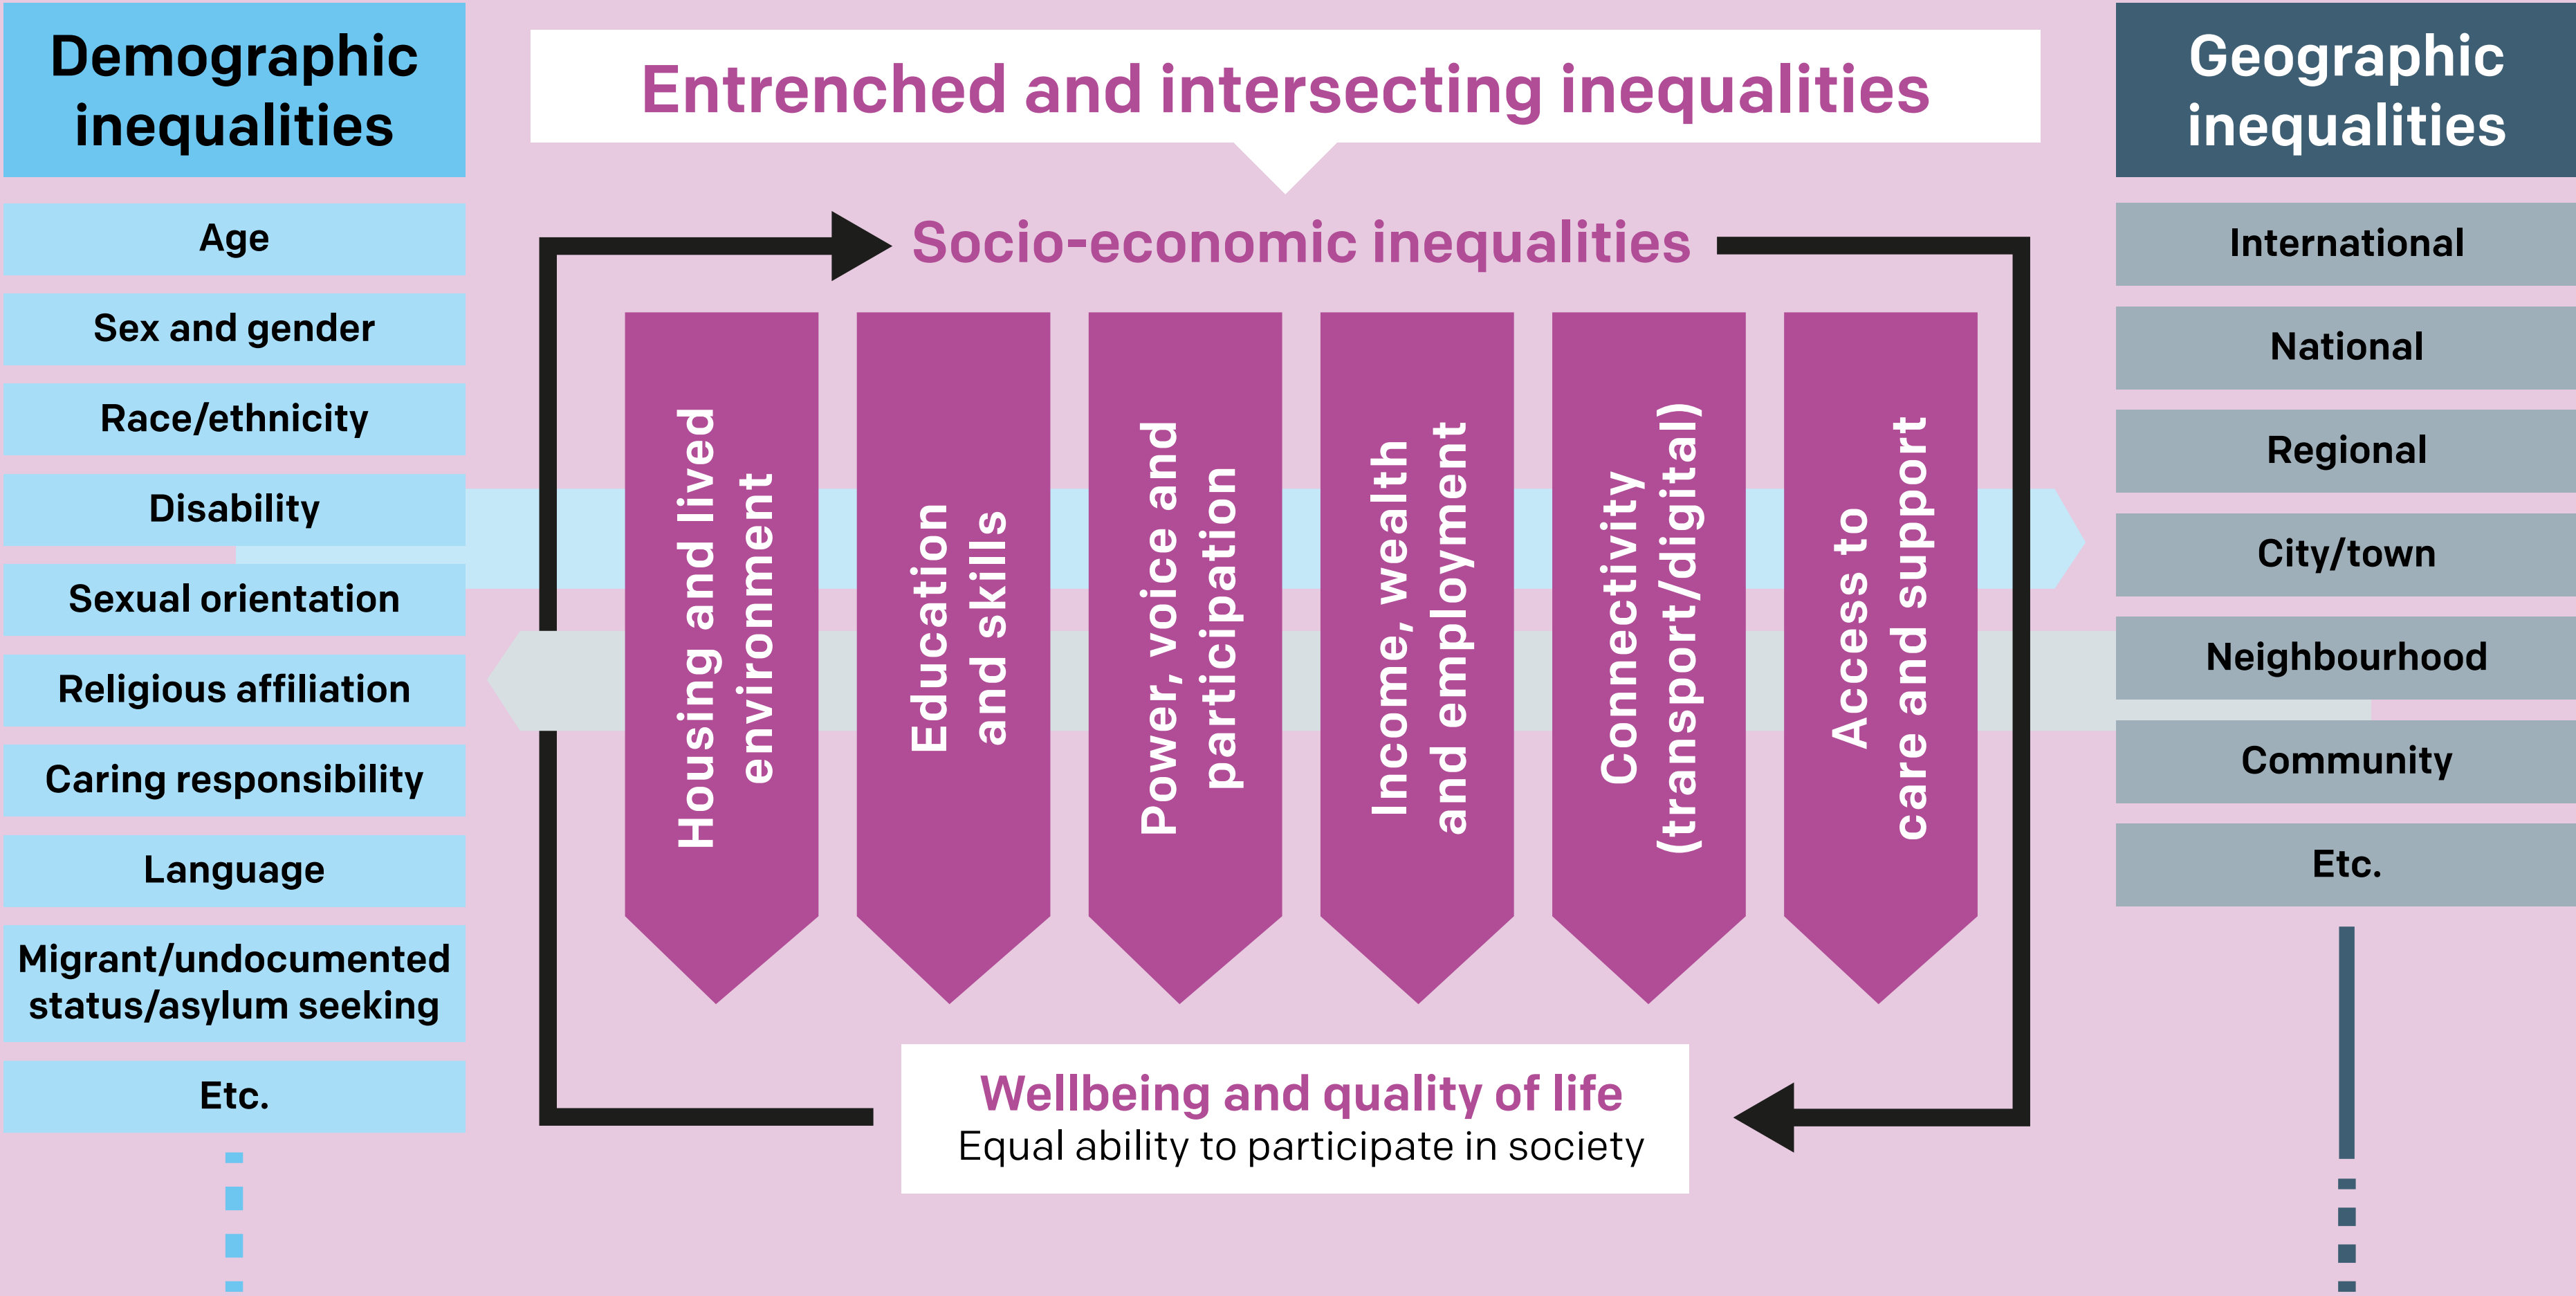 Demographic
inequalities
Age
Sex and gender
Race/ethnicity
Disability
Sexual orientation
Religious affiliation
Caring responsibility
Language
Migrant/undocumented
status/asylum seeking
Etc.
Entrenched and intersecting inequalities
Socio-economic inequalities
Housing and lived
environment
Education
and skills
Power, voice and
participation
Income, wealth
and employment
Connectivity
(transport/digital)
Access to
care and support
Wellbeing and quality of life
Equal ability to participate in society
Geographic
inequalities
International
National
Regional
City/town
Neighbourhood
Community
Etc.